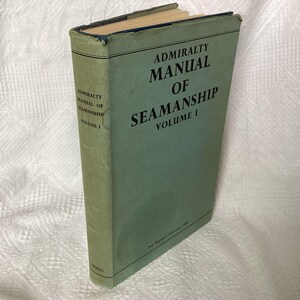 ADMIRALTY
MANUAL
OF
SEAMANSHIP
VOLUME I
ADMIRALTY
MANUAL OF
SEAMANSHIP
VOLUME I